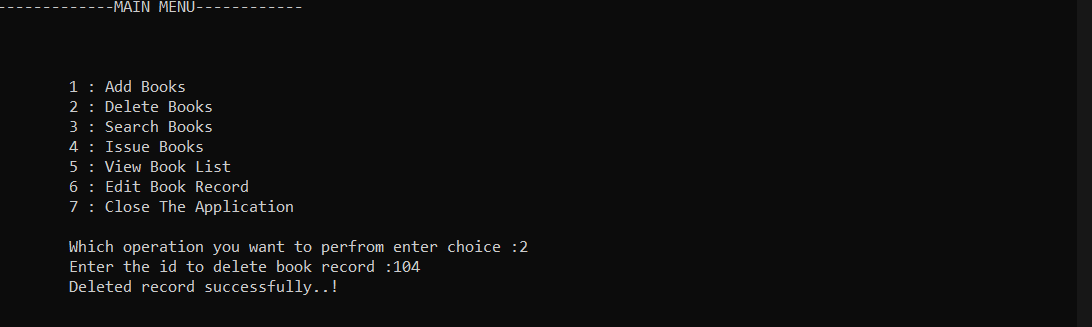 -------------MAIN MENU------------
1 : Add Books
2 : Delete Books
3 : Search Books
4 : Issue Books
5 : View Book List
6 : Edit Book Record
7 : Close The Application
Which operation you want to perfrom enter choice :2
Enter the id to delete book record :104
Deleted record successfully..!